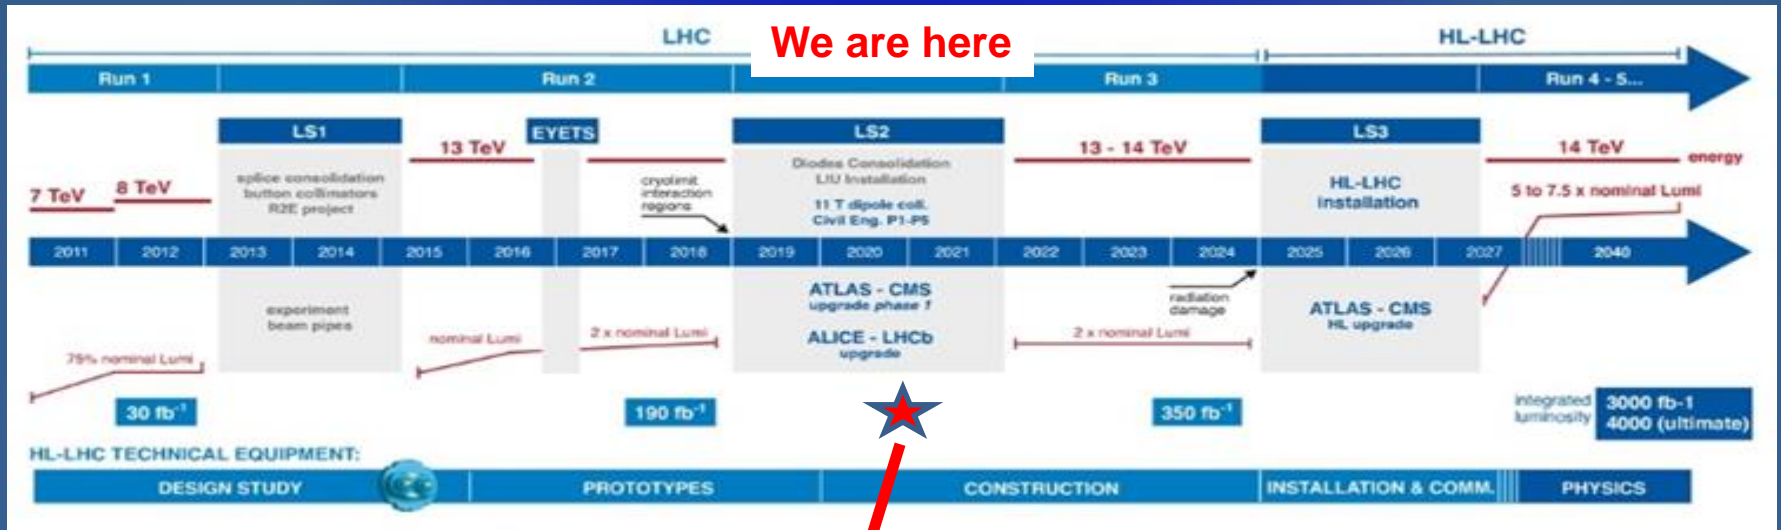 LHC
We are here
HL-LHC
Run 1
Run 2
Run 3
Run 4 - 5...
LS1
EYETS
LS2
LS3
13 TeV
13 - 14 TeV
14 TeV
energy
Diodes Consolidation
LIU Installation
11 T dipole coll.
Civil Eng. P1-P5
splice consolidation
button collimators
R2E project
cryolimit
interaction
regions
HL-LHC
installation
7 TeV
8 TeV
5 to 7.5 x nominal Lumi
2011 2012 2013 2014 2015 2016 2017 2018 2019 2020 2021 2022 2023 2024 2025 2026 2027 2040
experiment
beam pipes
ATLAS - CMS
upgrade phase 1
ALICE - LHCb
upgrade
radiation
damage
ATLAS - CMS
HL upgrade
75% nominal Lumi
nominal Lumi
2 x nominal Lumi
2 x nominal Lumi
30 fb⁻¹
190 fb⁻¹
350 fb⁻¹
integrated
luminosity
3000 fb-1
4000 (ultimate)
HL-LHC TECHNICAL EQUIPMENT:
DESIGN STUDY
PROTOTYPES
CONSTRUCTION
INSTALLATION & COMM.
PHYSICS